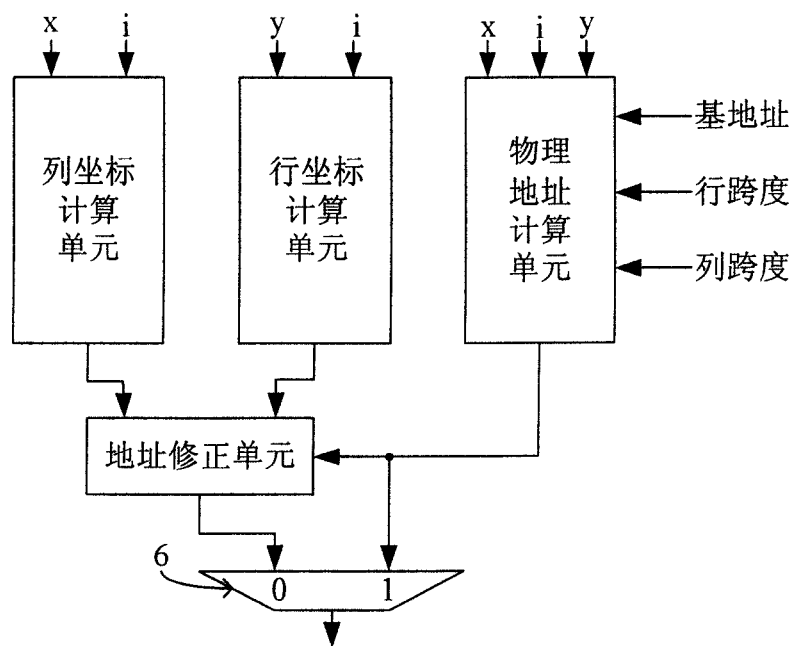 x i y i x i y
列坐标
计算
单元
行坐标
计算
单元
物理
地址
计算
单元
基地址
行跨度
列跨度
地址修正单元
6
0 1